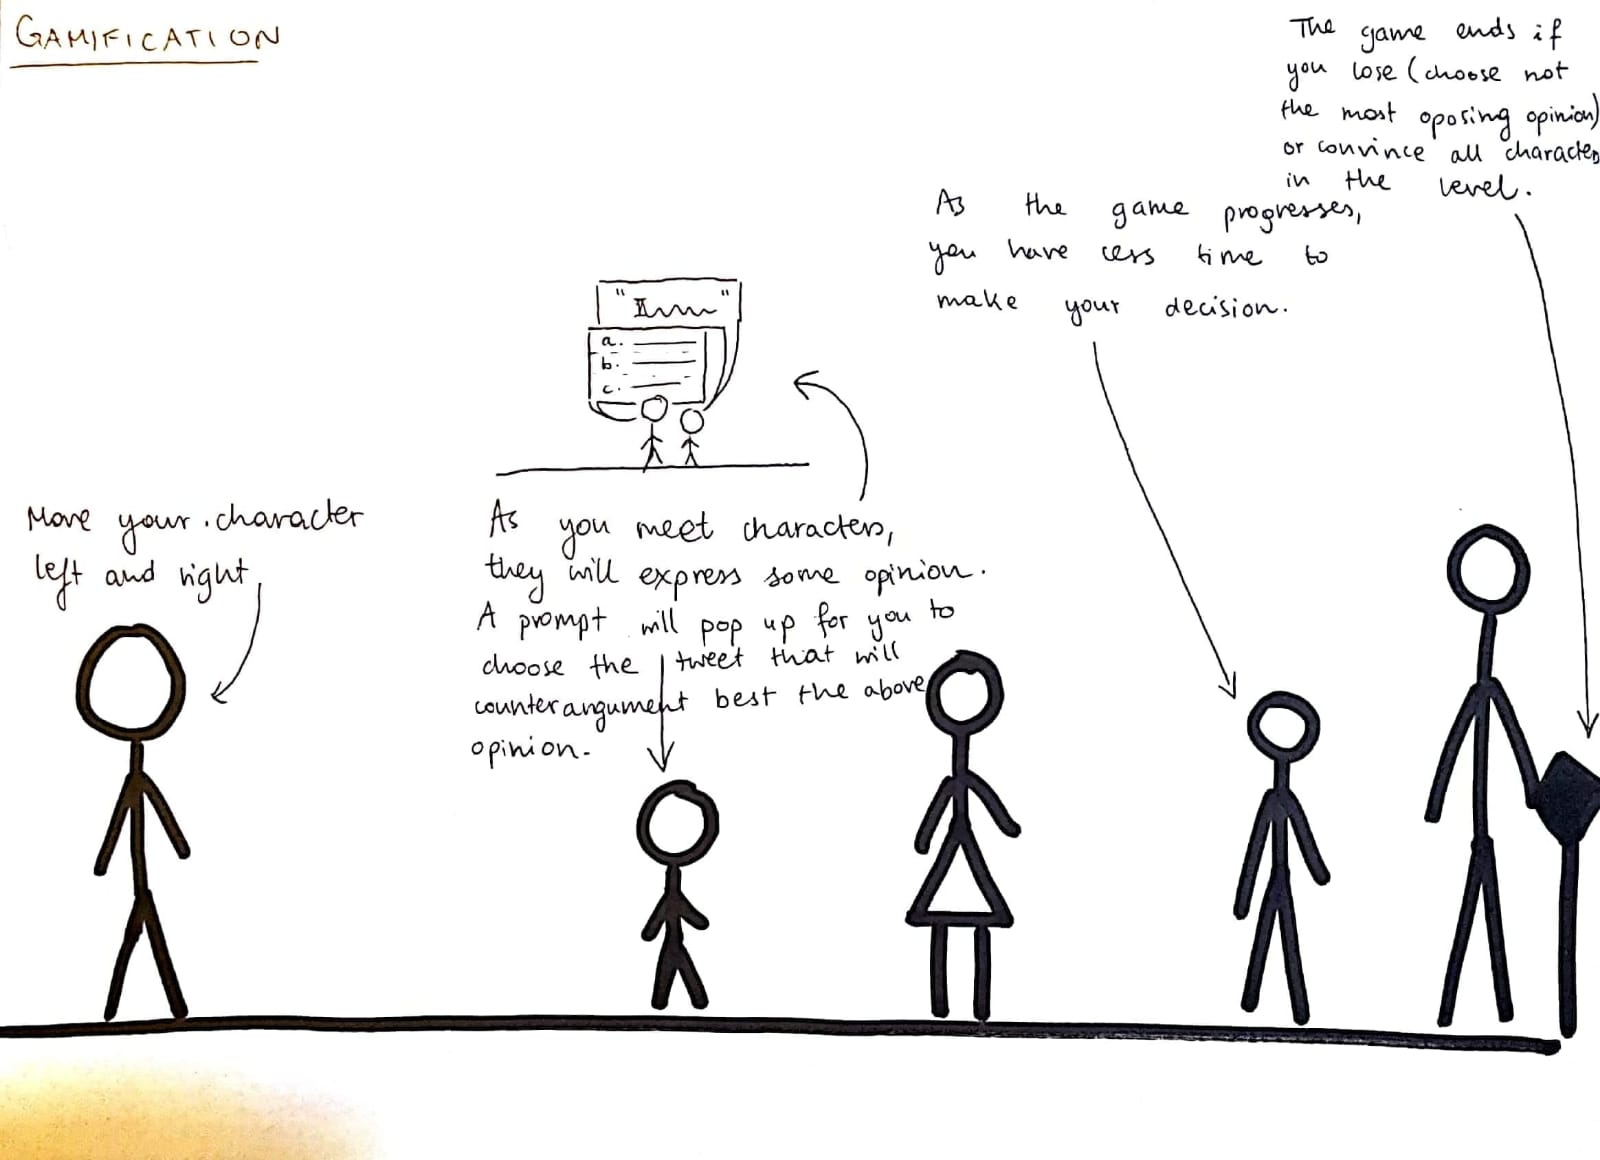 GAMIFICATION
The game ends if
you lose (choose not
the most oposing opinion)
or convince all characters
in the level.
As the game progresses,
you have less time to
make your decision.
" I "
a.
b.
c.
Move your character
left and right
As you meet characters,
they will express some opinion.
A prompt will pop up for you to
choose the tweet that will
counterargument best the above
opinion.